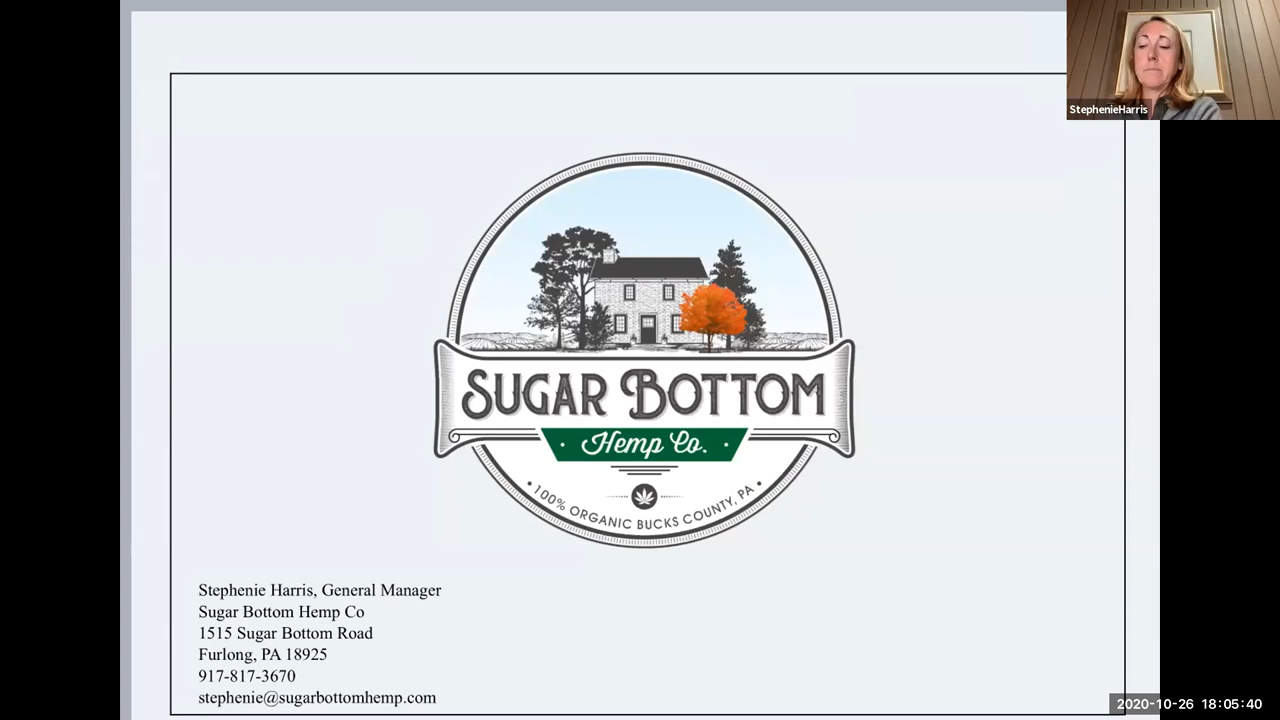 StephenieHarris
SUGAR BOTTOM
Hemp Co.
100% ORGANIC BUCKS COUNTY, PA
Stephenie Harris, General Manager
Sugar Bottom Hemp Co
1515 Sugar Bottom Road
Furlong, PA 18925
917-817-3670
stephenie@sugarbottomhemp.com
2020-10-26 18:05:40